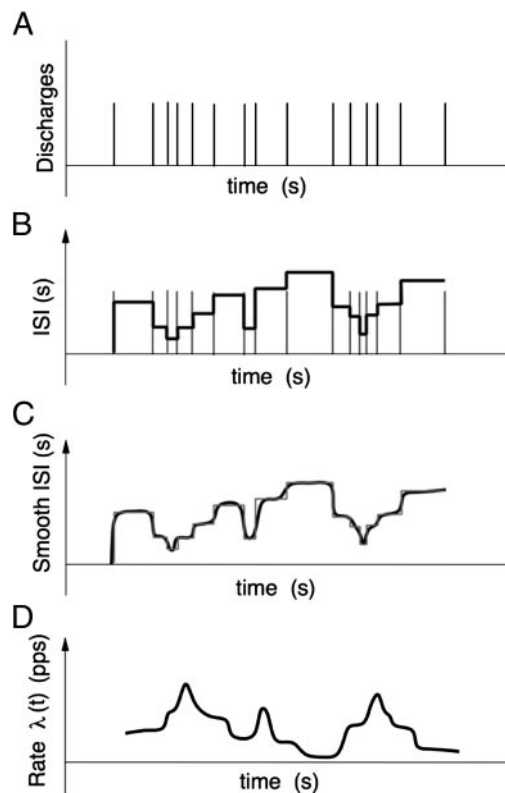 A
Discharges
time (s)
B
ISI (s)
time (s)
C
Smooth ISI (s)
time (s)
D
Rate λ(t) (pps)
time (s)